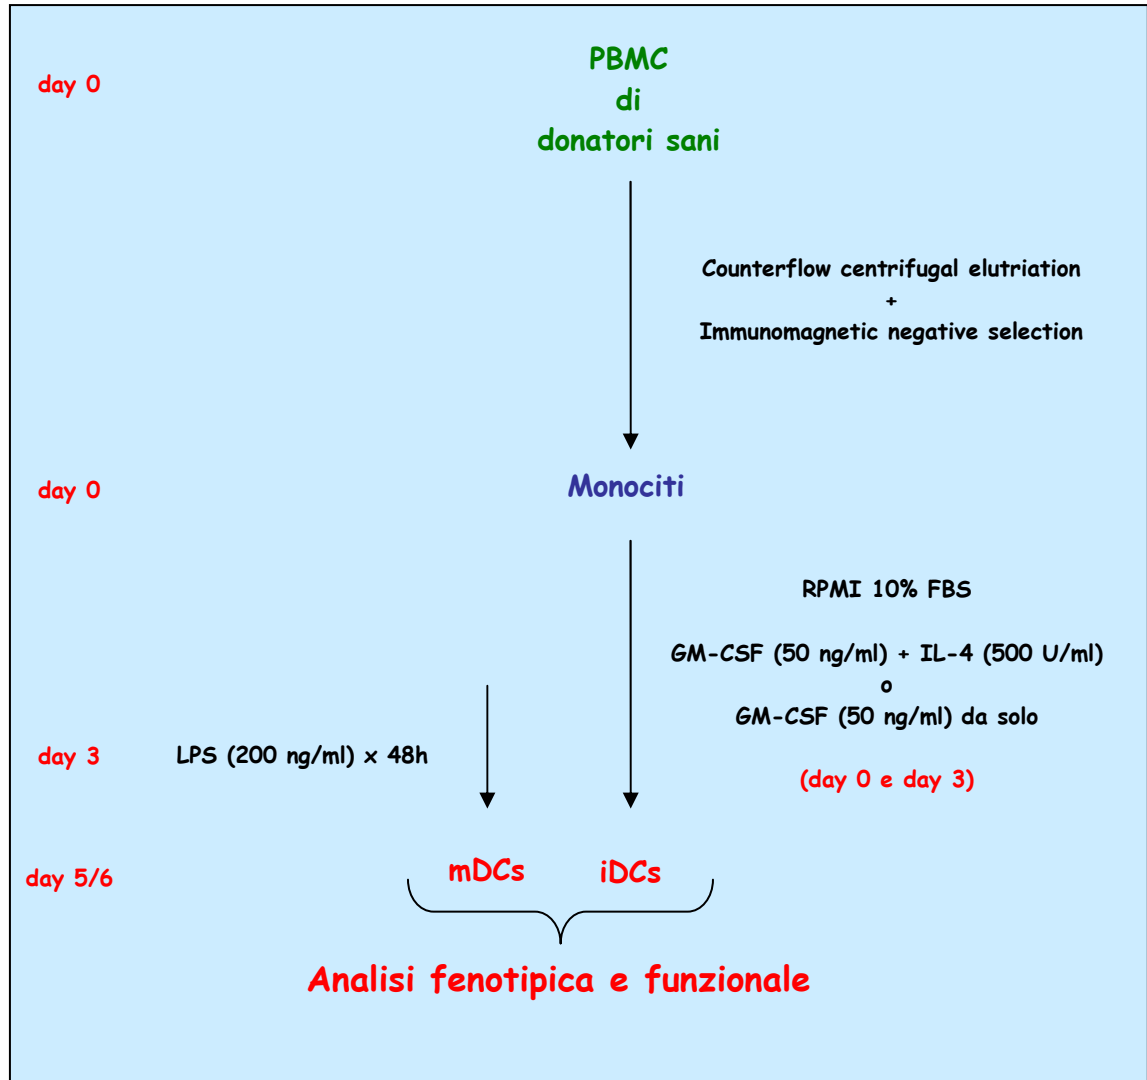 day 0
PBMC
di
donatori sani
Counterflow centrifugal elutriation
+
Immunomagnetic negative selection
day 0
Monociti
RPMI 10% FBS
GM-CSF (50 ng/ml) + IL-4 (500 U/ml)
o
GM-CSF (50 ng/ml) da solo
(day 0 e day 3)
day 3
LPS (200 ng/ml) x 48h
day 5/6
mDCs
iDCs
Analisi fenotipica e funzionale